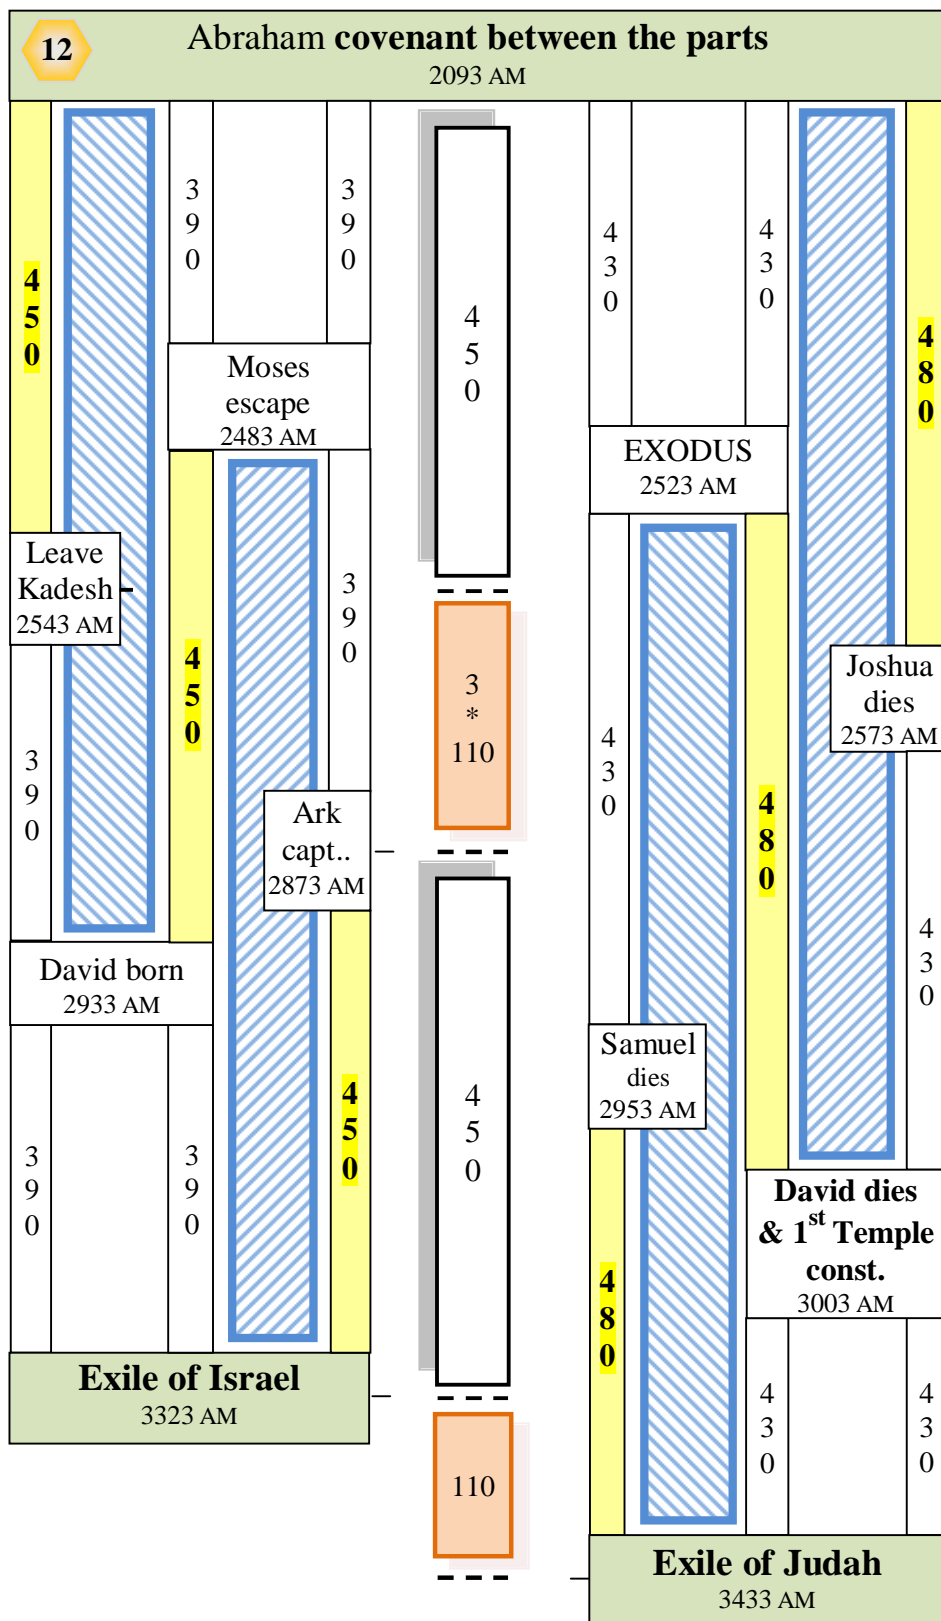 12
Abraham covenant between the parts
2093 AM
450
390
390
450
430
430
480
Moses
escape
2483 AM
EXODUS
2523 AM
Leave
Kadesh
2543 AM
390
450
3
*
110
Joshua
dies
2573 AM
390
430
480
Ark
capt..
2873 AM
David born
2933 AM
430
Samuel
dies
2953 AM
390
390
450
450
David dies
& 1st Temple
const.
3003 AM
480
Exile of Israel
3323 AM
430
430
110
Exile of Judah
3433 AM